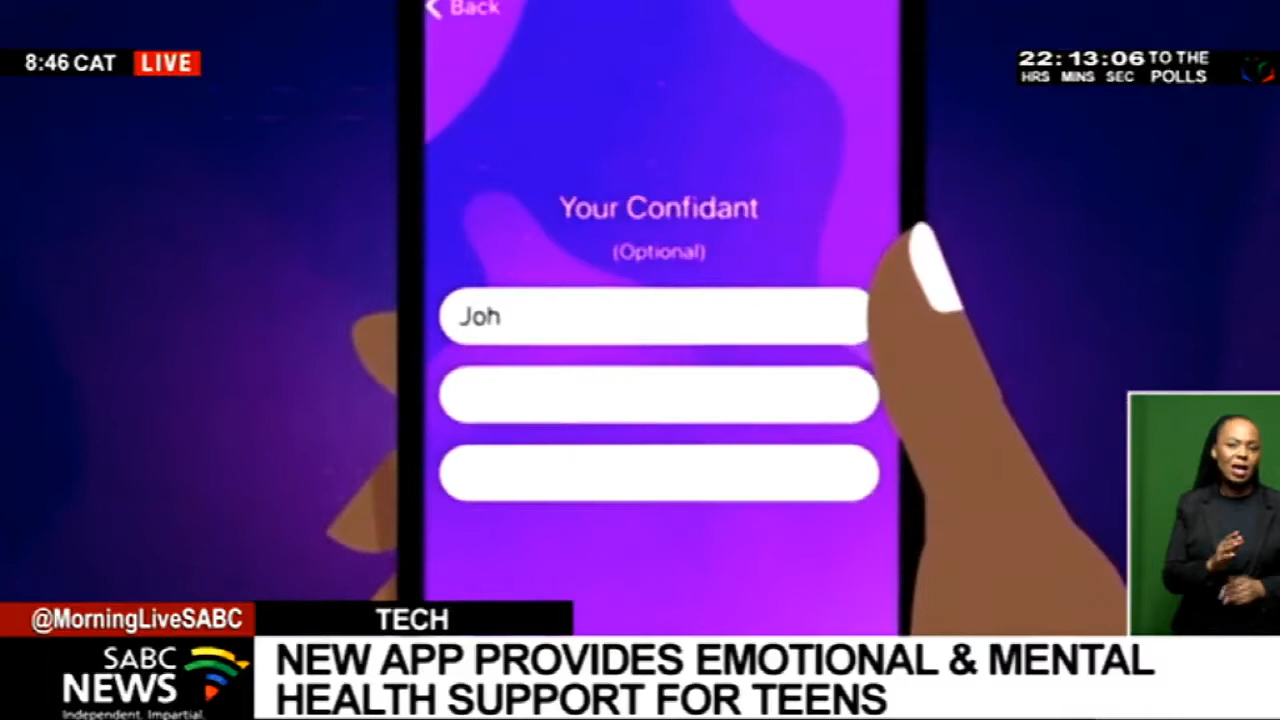 Back
8:46 CAT LIVE
22:13:06 TO THE
HRS MINS SEC POLLS
Your Confidant
(Optional)
Joh
@MorningLiveSABC TECH
SABC
NEWS
Independent. Impartial.
NEW APP PROVIDES EMOTIONAL & MENTAL
HEALTH SUPPORT FOR TEENS